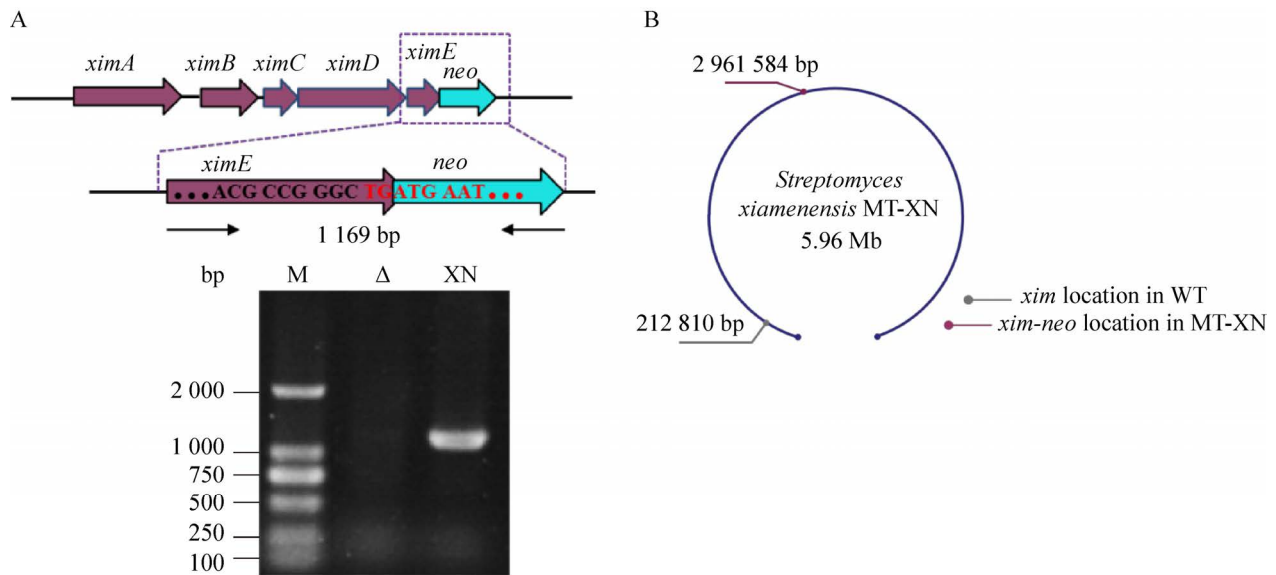 A
ximA ximB ximC ximD ximE neo
ximE neo
...ACG CCG GGC TGATGAAT...
1 169 bp
bp M Δ XN
2 000
1 000
750
500
250
100
B
2 961 584 bp
Streptomyces
xiamenensis MT-XN
5.96 Mb
212 810 bp
xim location in WT
xim-neo location in MT-XN